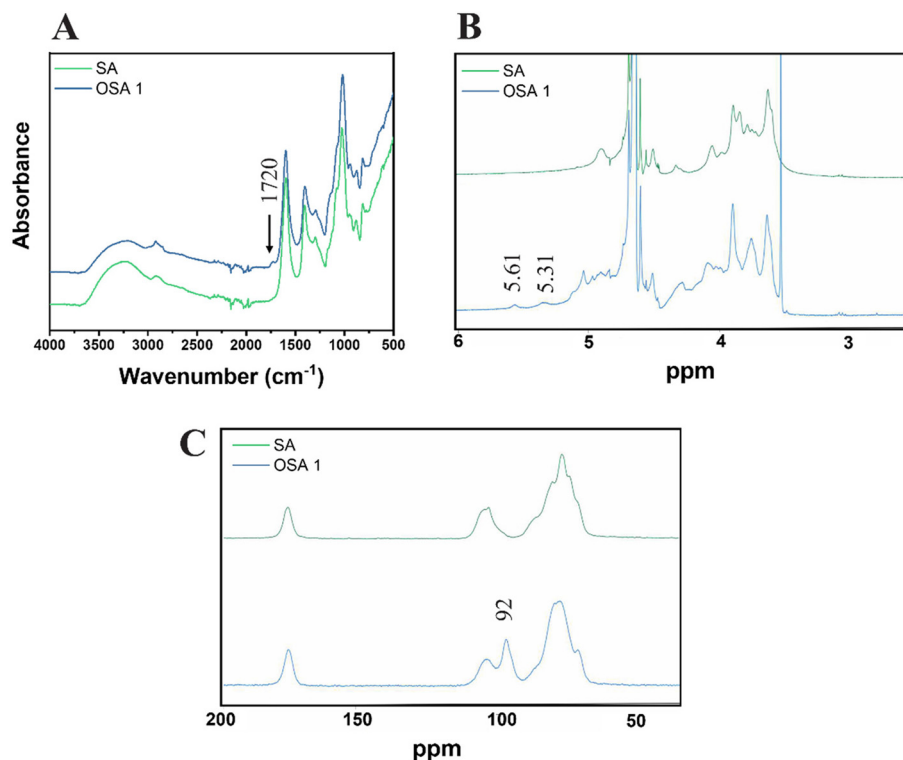 A
SA
OSA 1
1720
Absorbance
4000 3500 3000 2500 2000 1500 1000 500
Wavenumber (cm⁻¹)
B
SA
OSA 1
5.61
5.31
6 5 4 3
ppm
C
SA
OSA 1
92
200 150 100 50
ppm